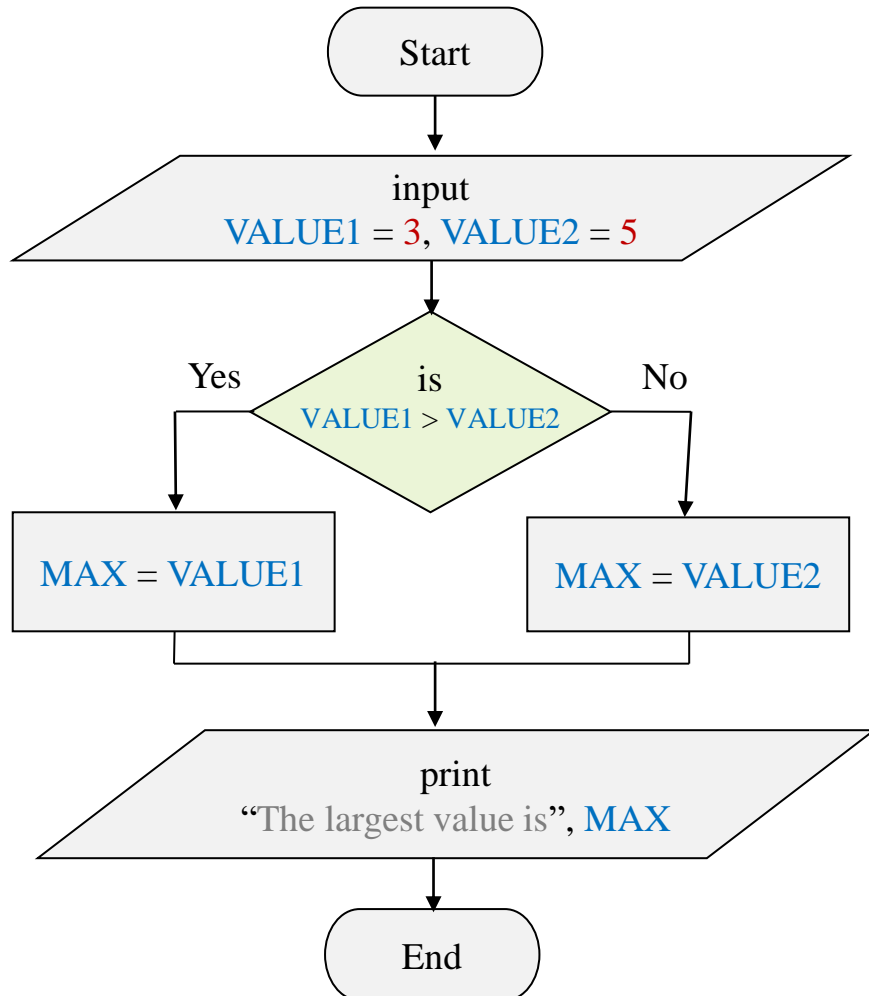 Start
input
VALUE1 = 3, VALUE2 = 5
Yes
is
No
VALUE1 > VALUE2
MAX = VALUE1
MAX = VALUE2
print
“The largest value is”, MAX
End